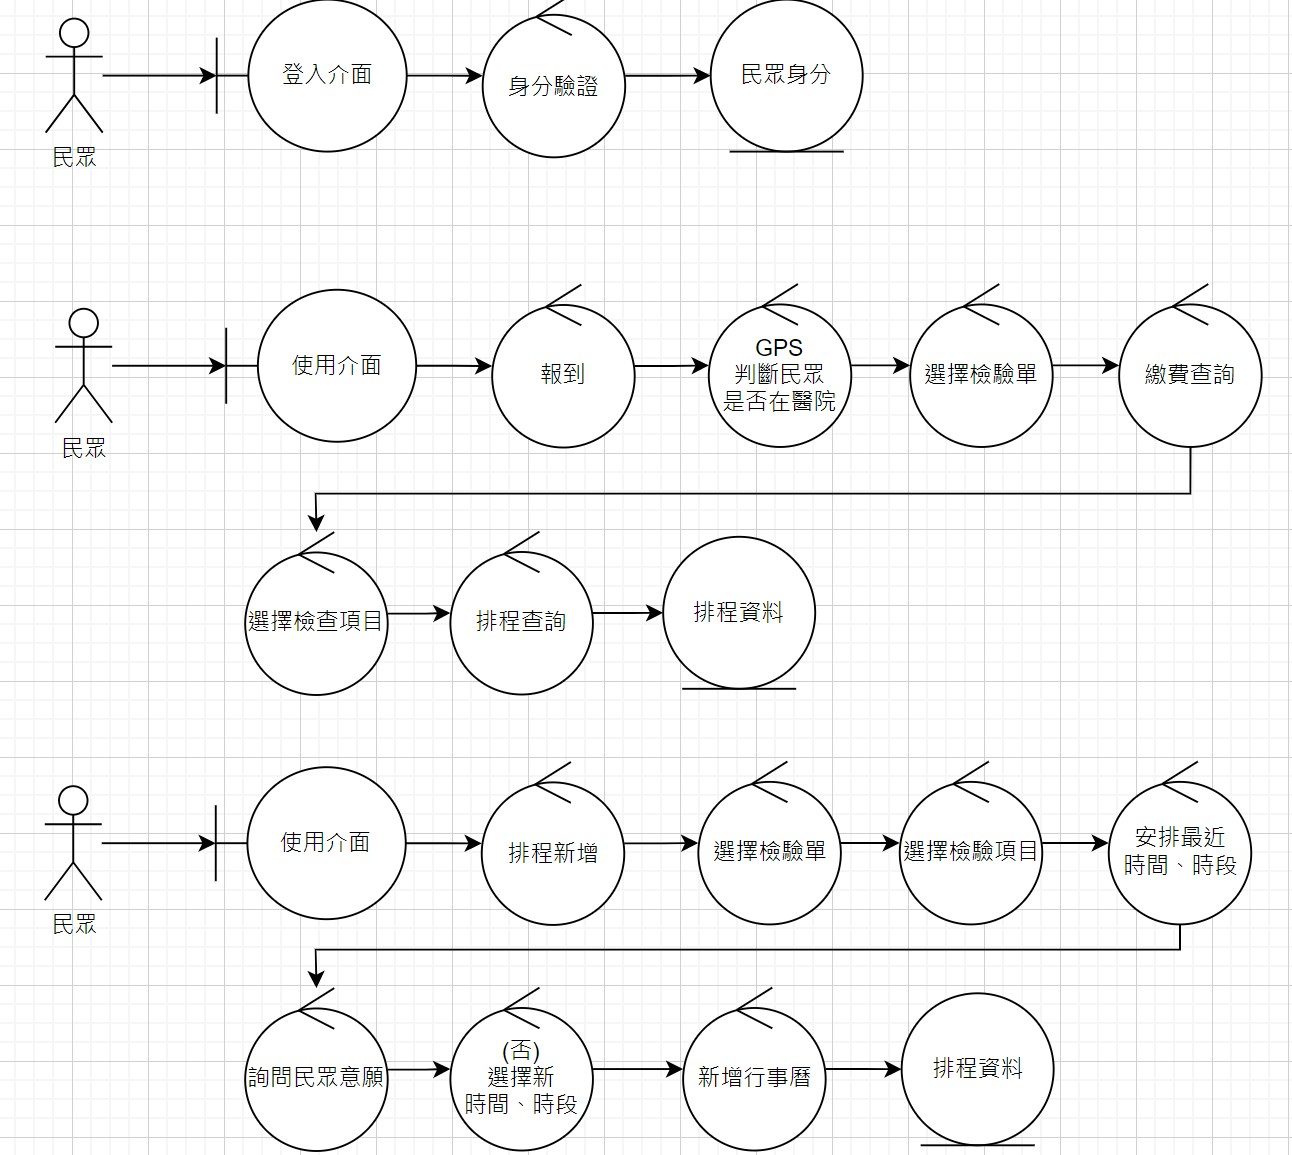 登入介面
身分驗證
民眾身分
民眾
使用介面
報到
GPS
判斷民眾
是否在醫院
選擇檢驗單
繳費查詢
民眾
選擇檢查項目
排程查詢
排程資料
使用介面
排程新增
選擇檢驗單
選擇檢驗項目
安排最近
時間、時段
民眾
詢問民眾意願
(否)
選擇新
時間、時段
新增行事曆
排程資料